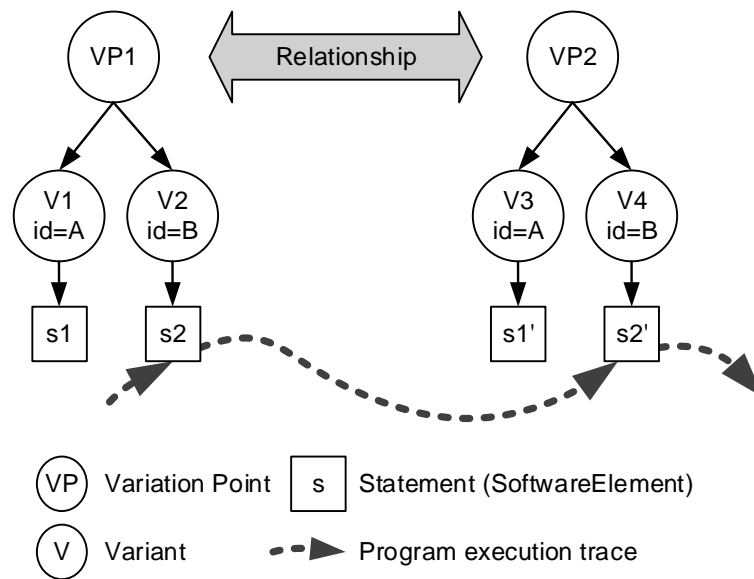 VP1
Relationship
VP2
V1
id=A
V2
id=B
V3
id=A
V4
id=B
s1
s2
s1'
s2'
VP
Variation Point
s
Statement (SoftwareElement)
V
Variant
Program execution trace